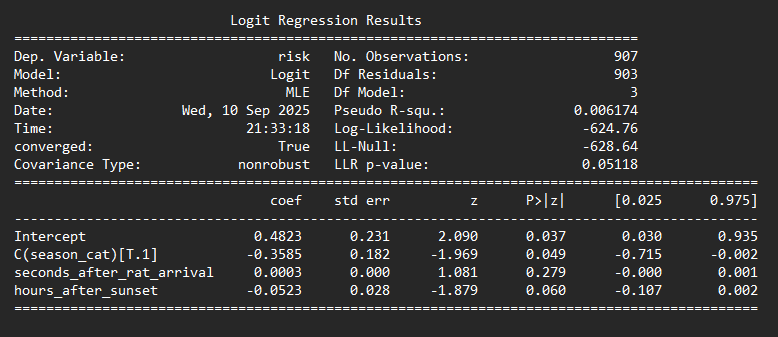 Logit Regression Results
==============================================================================
Dep. Variable: risk No. Observations: 907
Model: Logit Df Residuals: 903
Method: MLE Df Model: 3
Date: Wed, 10 Sep 2025 Pseudo R-squ.: 0.006174
Time: 21:33:18 Log-Likelihood: -624.76
converged: True LL-Null: -628.64
Covariance Type: nonrobust LLR p-value: 0.05118
=============================================================================================
coef std err z P>|z| [0.025 0.975]
---------------------------------------------------------------------------------------------
Intercept 0.4823 0.231 2.090 0.037 0.030 0.935
C(season_cat)[T.1] -0.3585 0.182 -1.969 0.049 -0.715 -0.002
seconds_after_rat_arrival 0.0003 0.000 1.081 0.279 -0.000 0.001
hours_after_sunset -0.0523 0.028 -1.879 0.060 -0.107 0.002
=============================================================================================